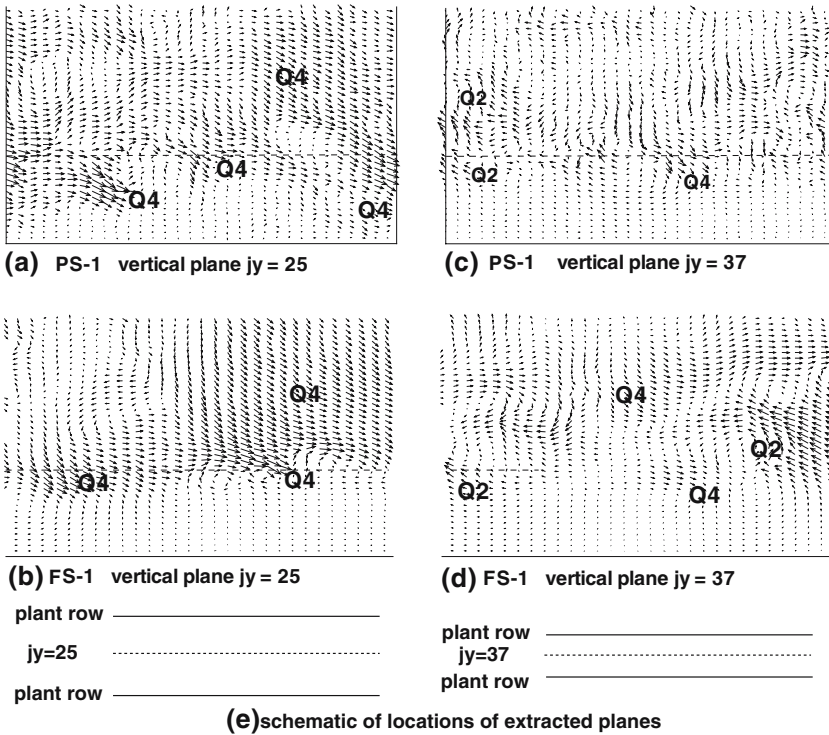 Q4
Q4
Q4
Q4
(a) PS-1 vertical plane jy = 25
Q2
Q2
Q4
(c) PS-1 vertical plane jy = 37
Q4
Q4
Q4
(b) FS-1 vertical plane jy = 25
Q4
Q2
Q2
Q4
(d) FS-1 vertical plane jy = 37
plant row
jy=25
plant row
plant row
jy=37
plant row
(e)schematic of locations of extracted planes